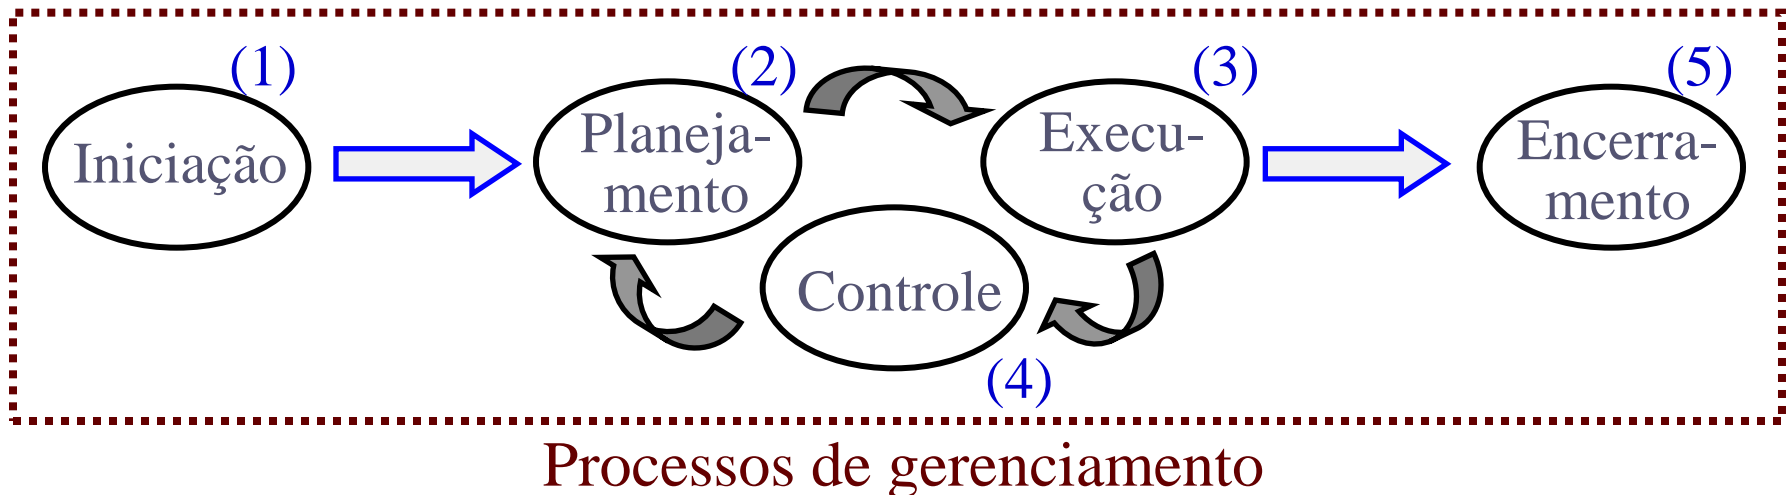 (1)
Iniciação
(2)
Planeja-
mento
(3)
Execu-
ção
Controle
(4)
(5)
Encerra-
mento
Processos de gerenciamento